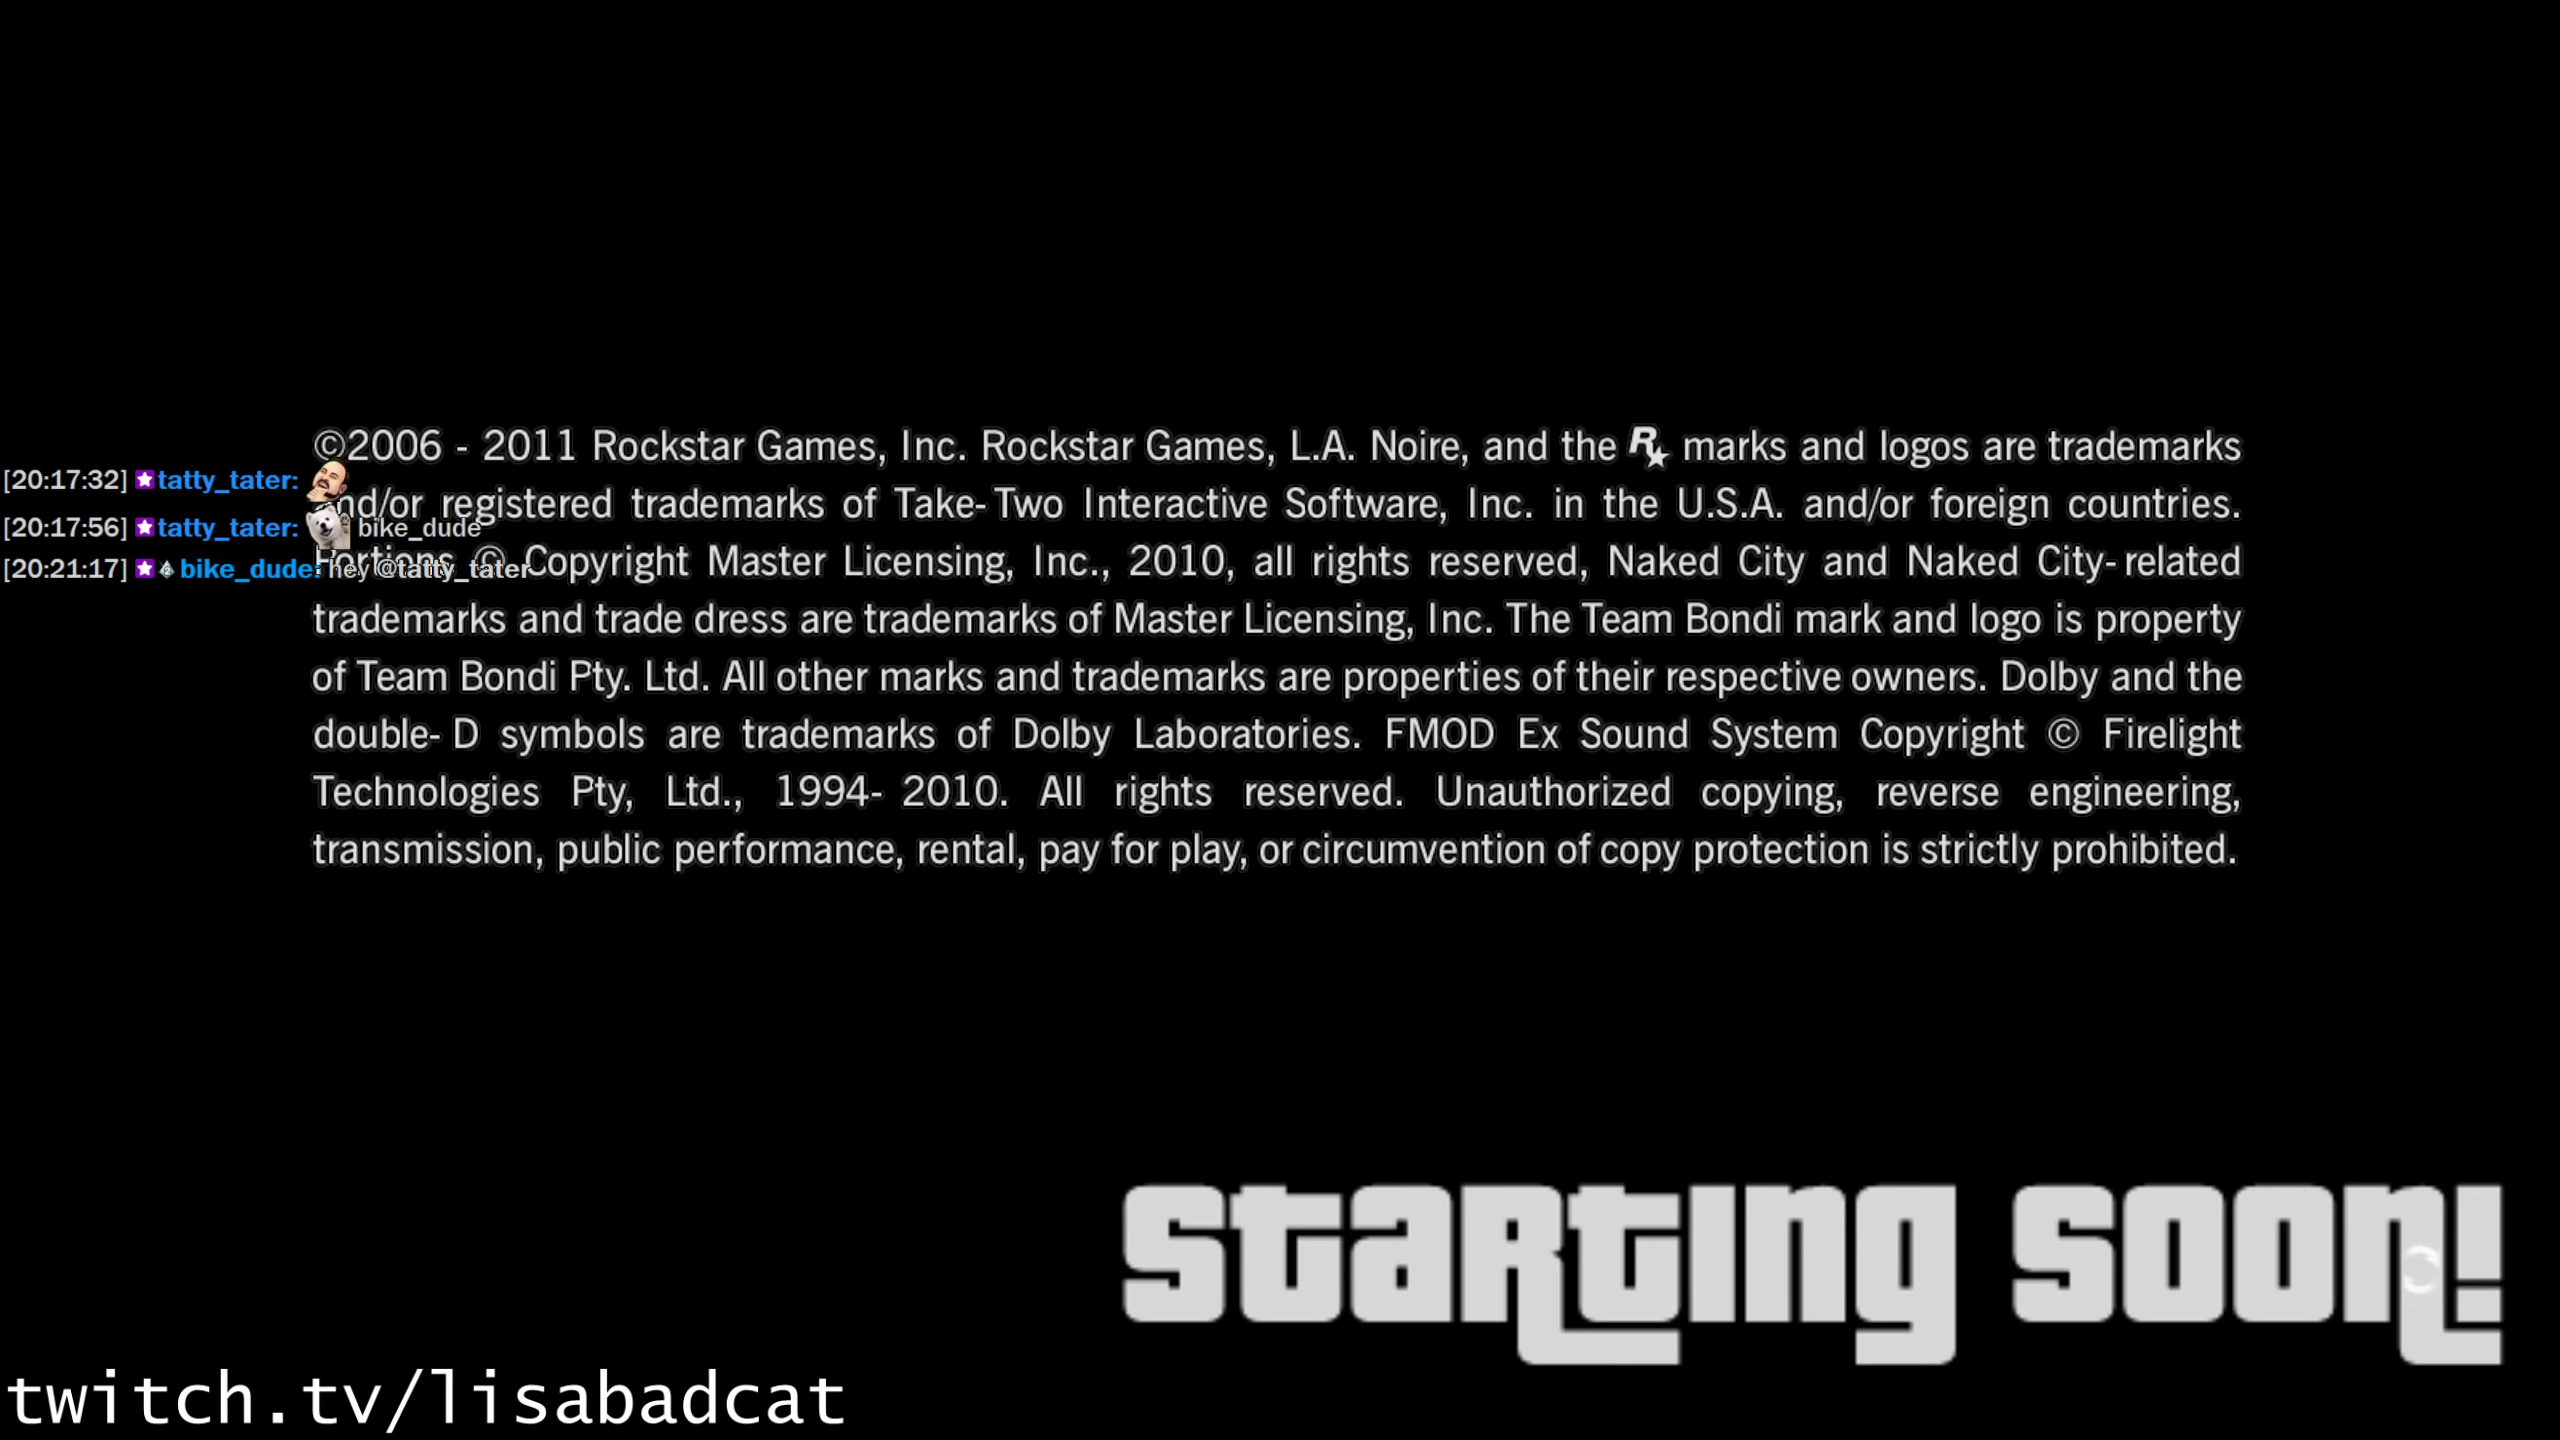 ©2006 - 2011 Rockstar Games, Inc. Rockstar Games, L.A. Noire, and the R★ marks and logos are trademarks
and/or registered trademarks of Take-Two Interactive Software, Inc. in the U.S.A. and/or foreign countries.
Portions © Copyright Master Licensing, Inc., 2010, all rights reserved, Naked City and Naked City-related
trademarks and trade dress are trademarks of Master Licensing, Inc. The Team Bondi mark and logo is property
of Team Bondi Pty. Ltd. All other marks and trademarks are properties of their respective owners. Dolby and the
double-D symbols are trademarks of Dolby Laboratories. FMOD Ex Sound System Copyright © Firelight
Technologies Pty, Ltd., 1994- 2010. All rights reserved. Unauthorized copying, reverse engineering,
transmission, public performance, rental, pay for play, or circumvention of copy protection is strictly prohibited.
[20:17:32] tatty_tater:
[20:17:56] tatty_tater: bike_dude
[20:21:17] bike_dude: hey @tatty_tater
starting soon!
twitch.tv/lisabadcat